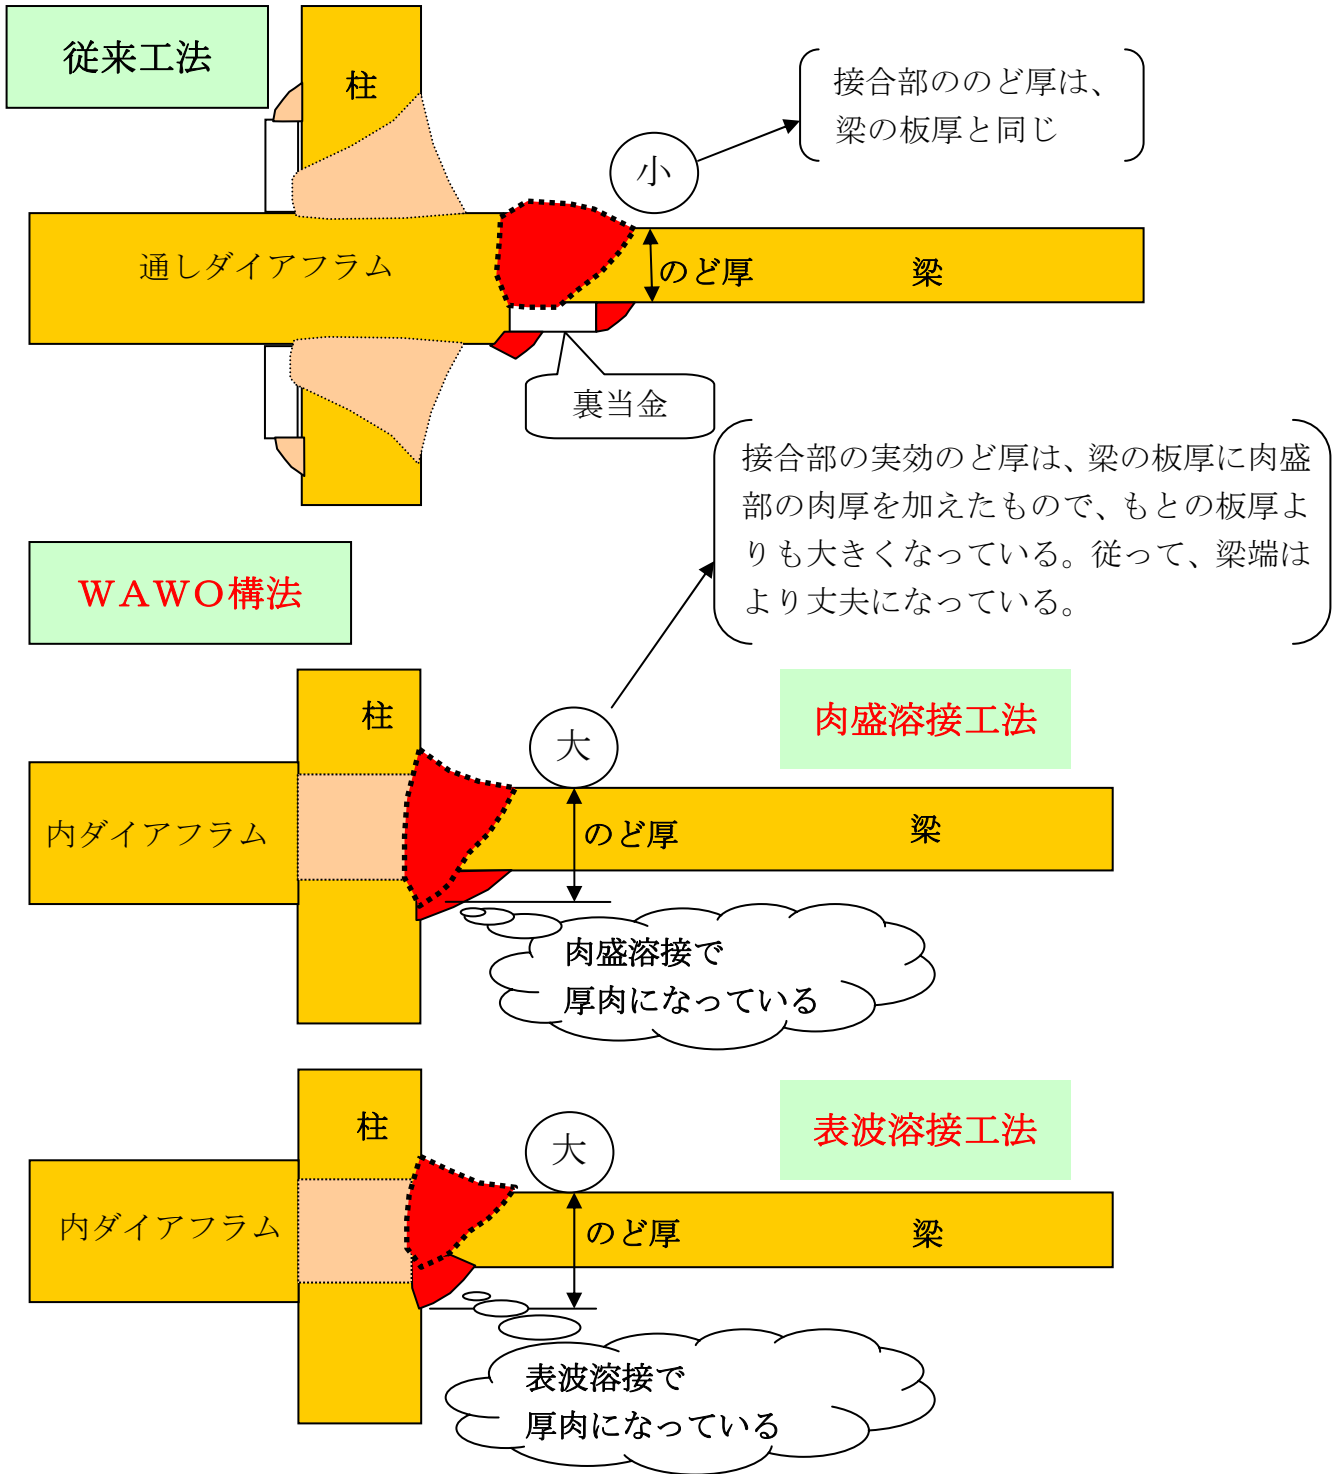 従来工法
柱
接合部ののど厚は、
梁の板厚と同じ
小
通しダイアフラム
のど厚
梁
裏当金
接合部の実効のど厚は、梁の板厚に肉盛
部の肉厚を加えたもので、もとの板厚よ
りも大きくなっている。従って、梁端は
より丈夫になっている。
WAWO構法
柱
大
肉盛溶接工法
内ダイアフラム
のど厚
梁
肉盛溶接で
厚肉になっている
柱
大
表波溶接工法
内ダイアフラム
のど厚
梁
表波溶接で
厚肉になっている